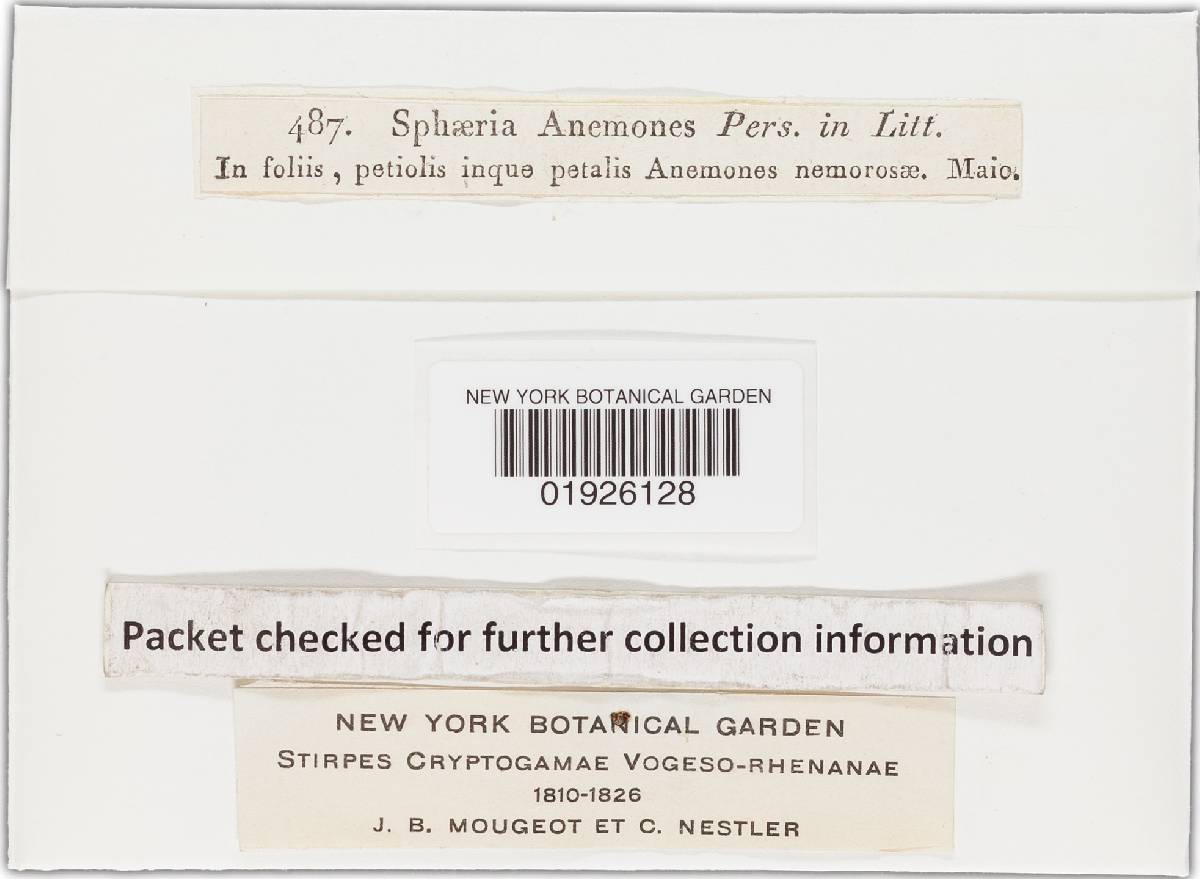 487. Sphæria Anemones Pers. in Litt.
In foliis, petiolis inque petalis Anemones nemorosæ. Maio.
NEW YORK BOTANICAL GARDEN
01926128
Packet checked for further collection information
NEW YORK BOTANICAL GARDEN
STIRPES CRYPTOGAMAE VOGESO-RHENANAE
1810-1826
J. B. MOUGEOT ET C. NESTLER